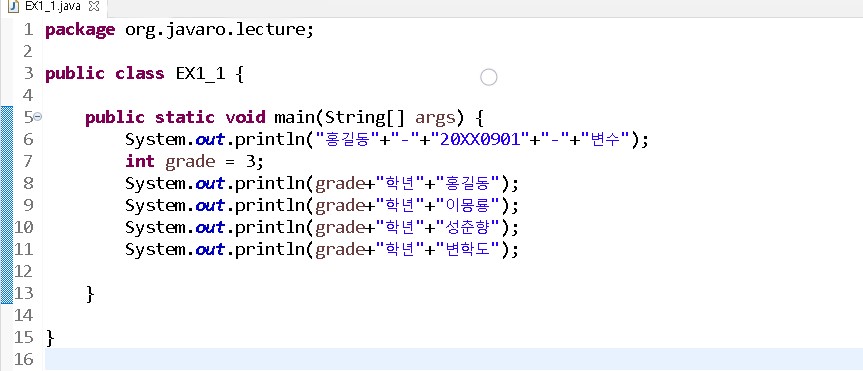 EX1_1.java
1 package org.javaro.lecture;
2
3 public class EX1_1 {
4
5 public static void main(String[] args) {
6 System.out.println("홍길동"+"-"+"20XX0901"+"-"+"변수");
7 int grade = 3;
8 System.out.println(grade+"학년"+"홍길동");
9 System.out.println(grade+"학년"+"이몽룡");
10 System.out.println(grade+"학년"+"성춘향");
11 System.out.println(grade+"학년"+"변학도");
12
13 }
14
15 }
16